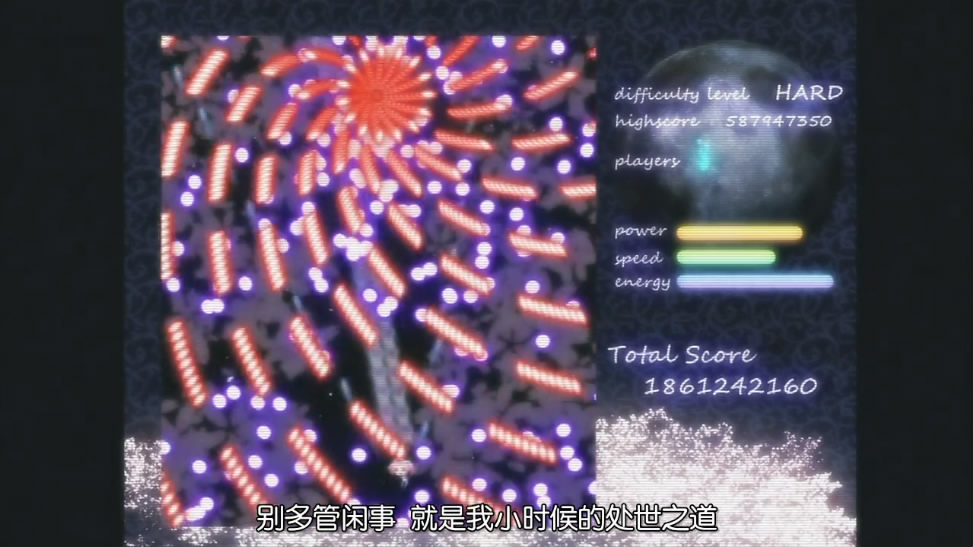 difficulty level HARD
highscore 587947350
players
power
speed
energy
Total Score
1861242160
别多管闲事 就是我小时候的处世之道